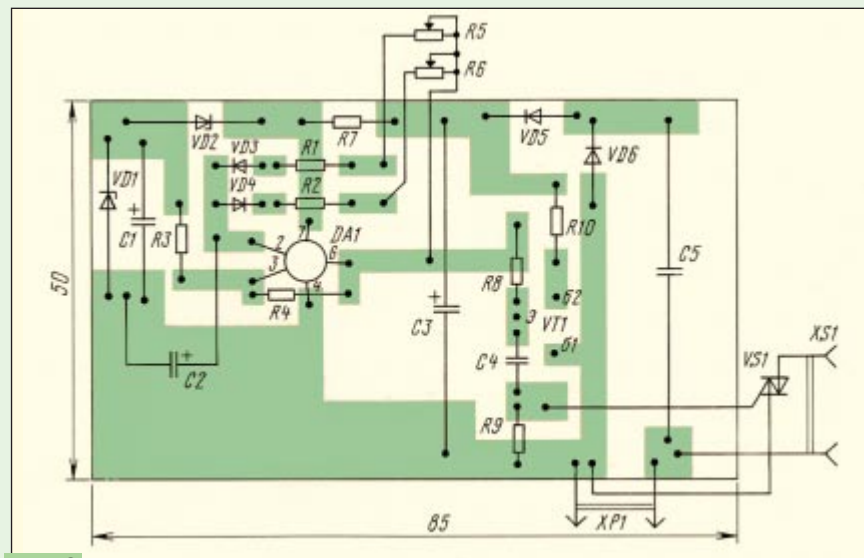 R5
R6
VD2
R7
VD5
VD3
R1
VD6
VD4
R2
VD1
C1
R3
R10
7
2
DA1
6
3
4
R4
C3
R8
б2
Э
VT1
б1
C4
C5
C2
R9
VS1
XS1
50
XP1
85